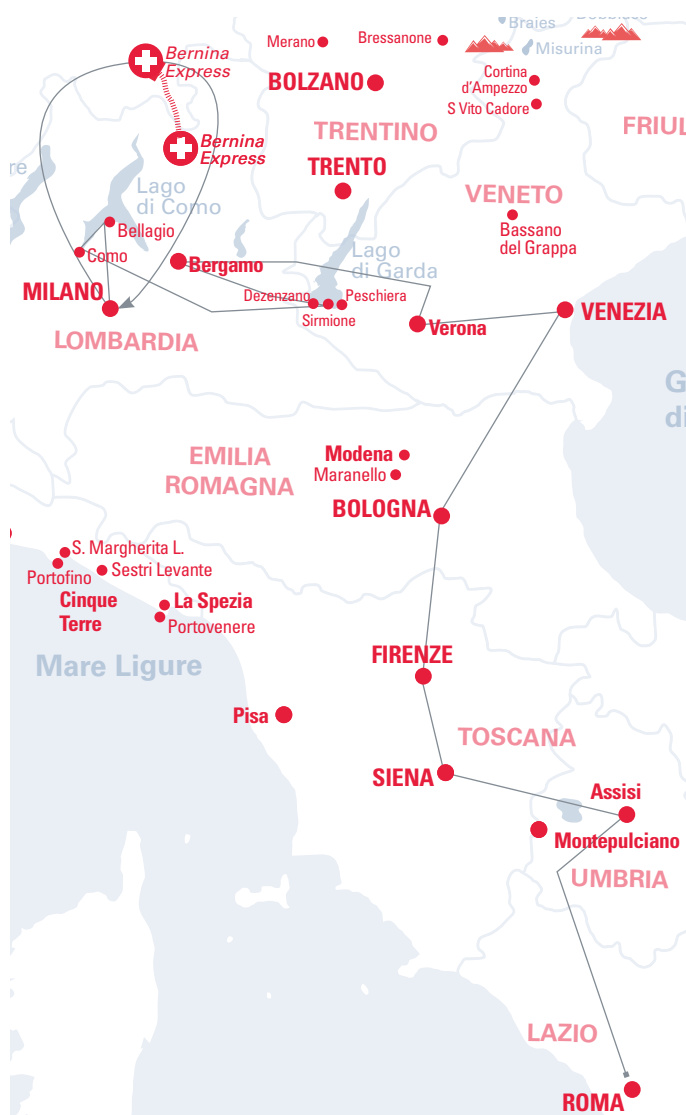 Braies
Misurina
Bernina
Express
Merano
Bressanone
BOLZANO
Cortina
d'Ampezzo
S Vito Cadore
TRENTINO
FRIUL
Bernina
Express
re
Lago
di Como
TRENTO
VENETO
Bassano
del Grappa
Bellagio
Como
Bergamo
Lago
di Garda
MILANO
Dezenzano
Peschiera
Sirmione
Verona
VENEZIA
LOMBARDIA
G
di
EMILIA
ROMAGNA
Modena
Maranello
BOLOGNA
S. Margherita L.
Portofino
Sestri Levante
Cinque
Terre
La Spezia
Portovenere
Mare Ligure
FIRENZE
Pisa
TOSCANA
SIENA
Assisi
Montepulciano
UMBRIA
LAZIO
ROMA